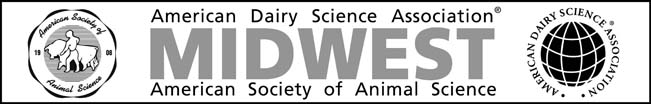 American Society of
19 08
Animal Science
American Dairy Science Association®
MIDWEST
American Society of Animal Science
• AMERICAN DAIRY SCIENCE ASSOCIATION® •